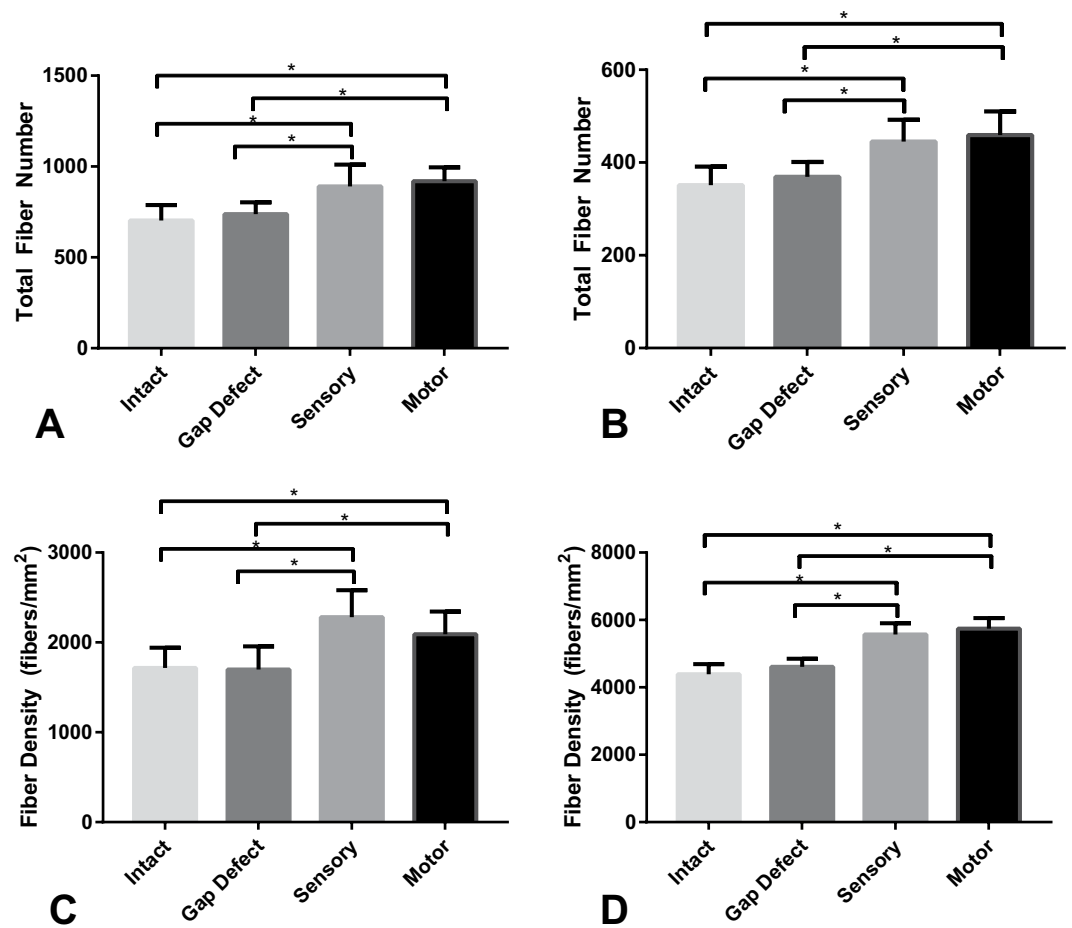 *
*
*
*
Total Fiber Number
1500
1000
500
0
Intact
Gap Defect
Sensory
Motor
A
*
*
*
*
Total Fiber Number
600
400
200
0
Intact
Gap Defect
Sensory
Motor
B
*
*
*
*
Fiber Density (fibers/mm²)
3000
2000
1000
0
Intact
Gap Defect
Sensory
Motor
C
*
*
*
*
Fiber Density (fibers/mm²)
8000
6000
4000
2000
0
Intact
Gap Defect
Sensory
Motor
D